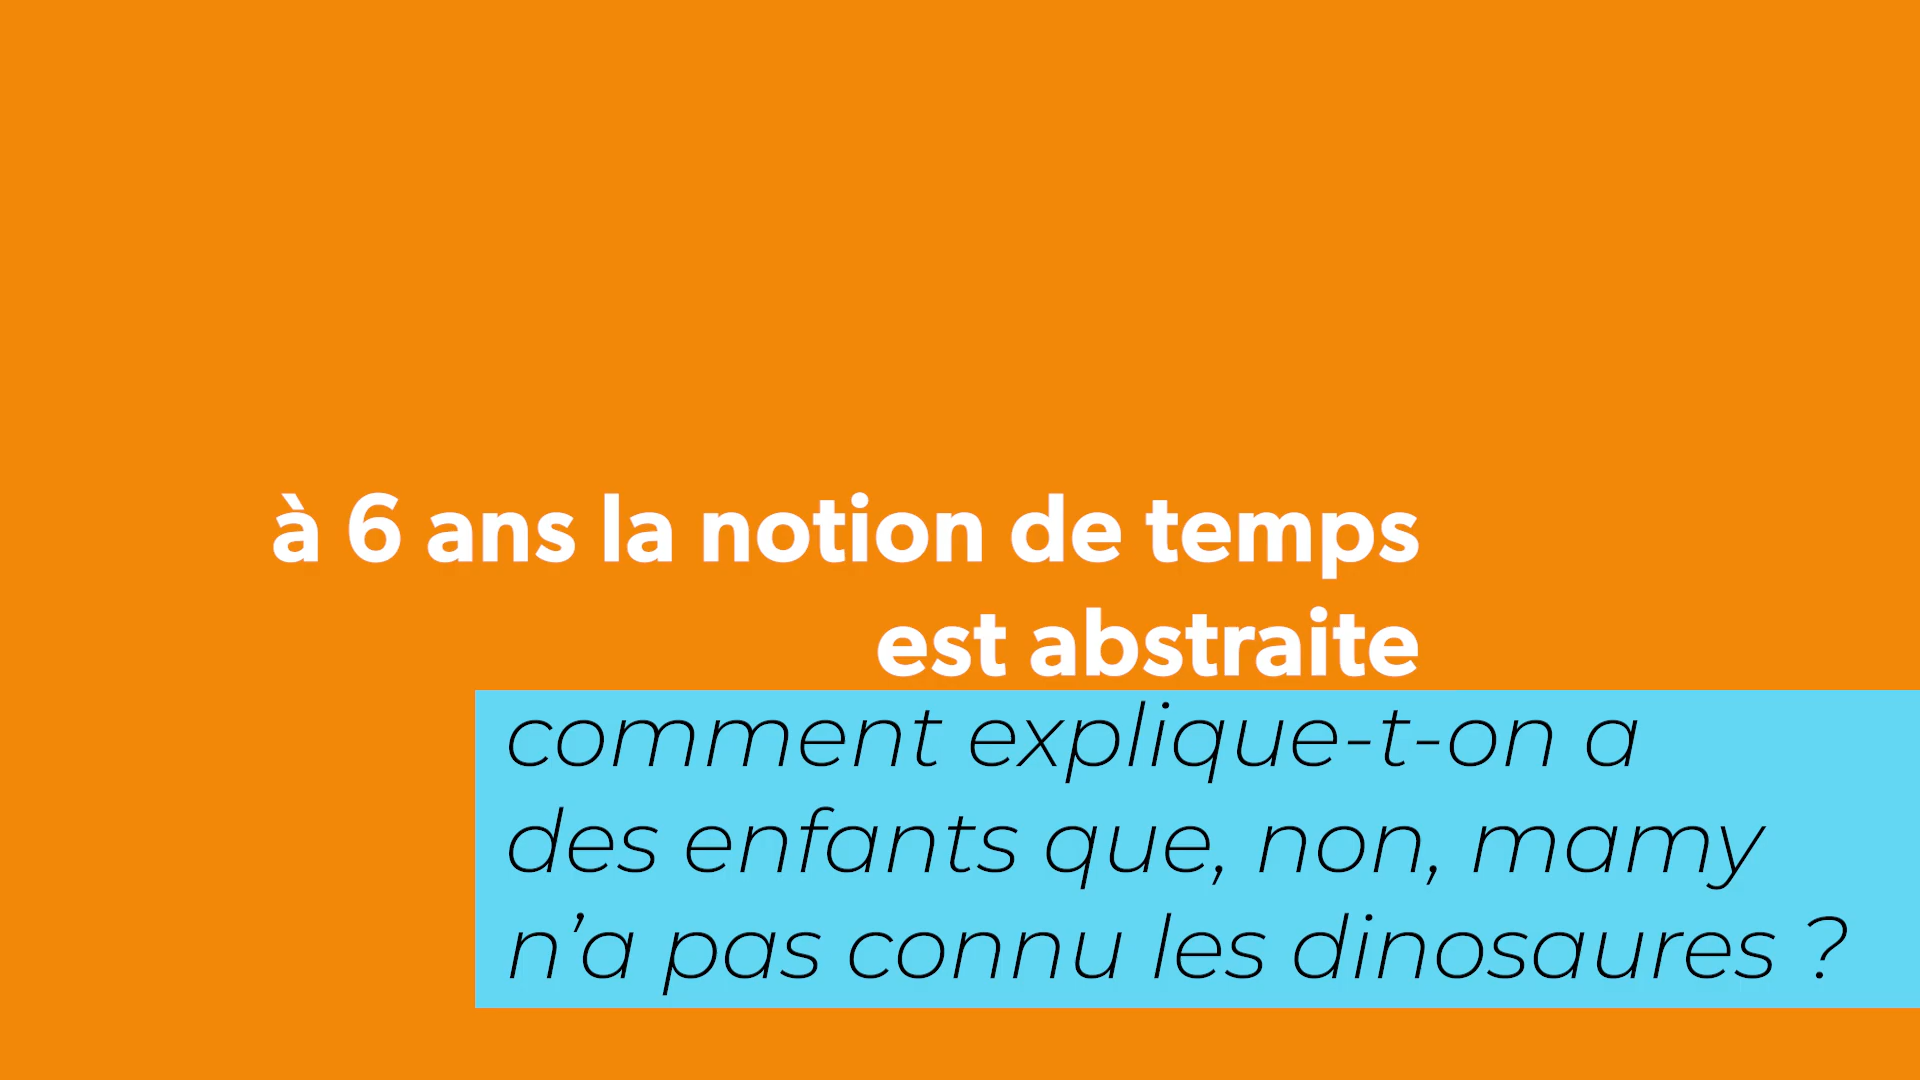 à 6 ans la notion de temps
est abstraite
comment explique-t-on a
des enfants que, non, mamy
n’a pas connu les dinosaures ?